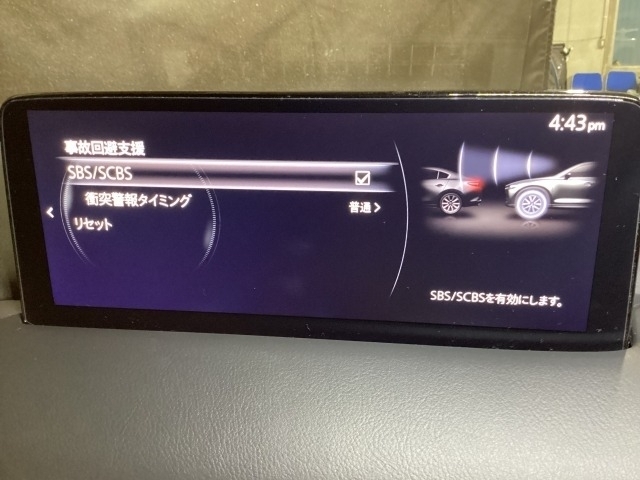 4:43pm
事故回避支援
SBS/SCBS
衝突警報タイミング
普通
リセット
SBS/SCBSを有効にします。